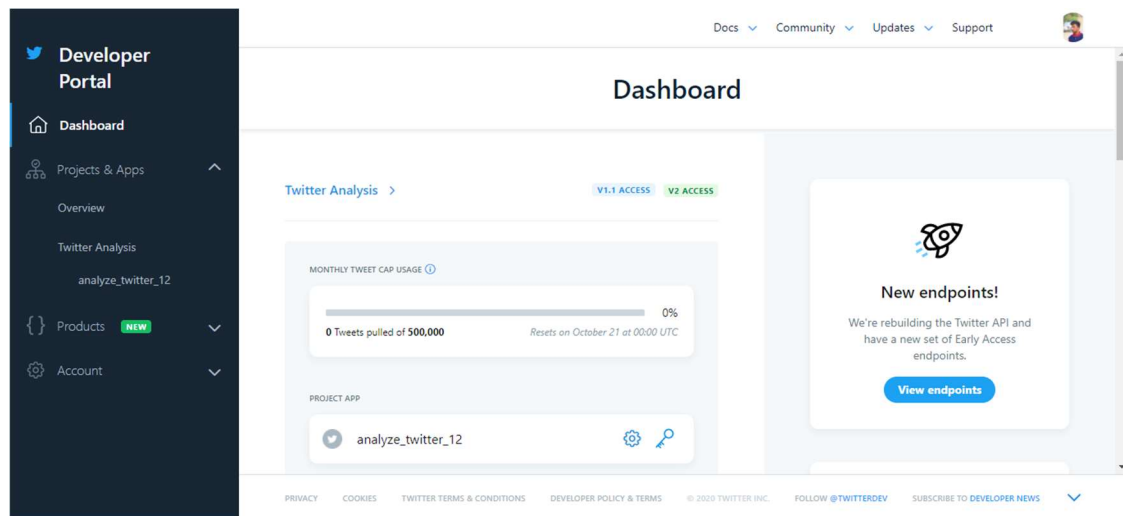 Developer
Portal
Dashboard
Projects & Apps
Overview
Twitter Analysis
analyze_twitter_12
{ } Products NEW
Account
Docs Community Updates Support
Dashboard
Twitter Analysis > V1.1 ACCESS V2 ACCESS
MONTHLY TWEET CAP USAGE
0%
0 Tweets pulled of 500,000 Resets on October 21 at 00:00 UTC
PROJECT APP
analyze_twitter_12
New endpoints!
We're rebuilding the Twitter API and
have a new set of Early Access
endpoints.
View endpoints
PRIVACY COOKIES TWITTER TERMS & CONDITIONS DEVELOPER POLICY & TERMS © 2020 TWITTER INC. FOLLOW @TWITTERDEV SUBSCRIBE TO DEVELOPER NEWS